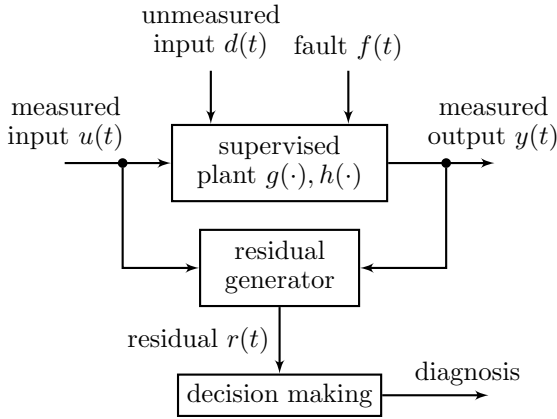 unmeasured
input d(t)
fault f(t)
measured
input u(t)
measured
output y(t)
supervised
plant g(·), h(·)
residual
generator
residual r(t)
diagnosis
decision making